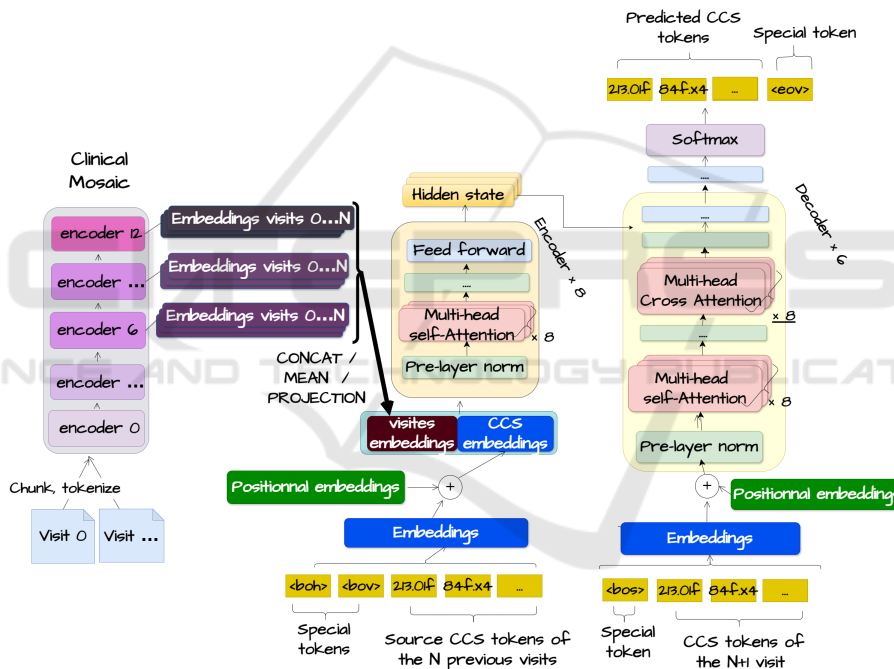 Predicted CCS
tokens
Special token
213.01f
84f.x4
...
<eov>
Softmax
....
Clinical
Mosaic
encoder 12
encoder ...
encoder 6
encoder ...
encoder 0
Chunk, tokenize
Visit 0
Visit ...
Embeddings visits 0...N
Embeddings visits 0...N
Embeddings visits 0...N
CONCAT /
MEAN /
PROJECTION
Hidden state
Encoder x 8
Feed forward
....
Multi-head
self-Attention
x 8
Pre-layer norm
visites
embeddings
CCS
embeddings
Positionnal embeddings
+
Embeddings
<boh>
<bov>
213.01f
84f.x4
...
Special
tokens
Source CCS tokens of
the N previous visits
Decoder x 6
....
Multi-head
Cross Attention
x 8
....
Multi-head
self-Attention
x 8
Pre-layer norm
+
Positionnal embedding
Embeddings
<bos>
213.01f
84f.x4
...
Special
token
CCS tokens of
the N+1 visit
NCE AND TECHNOLOGY PUBLICAT